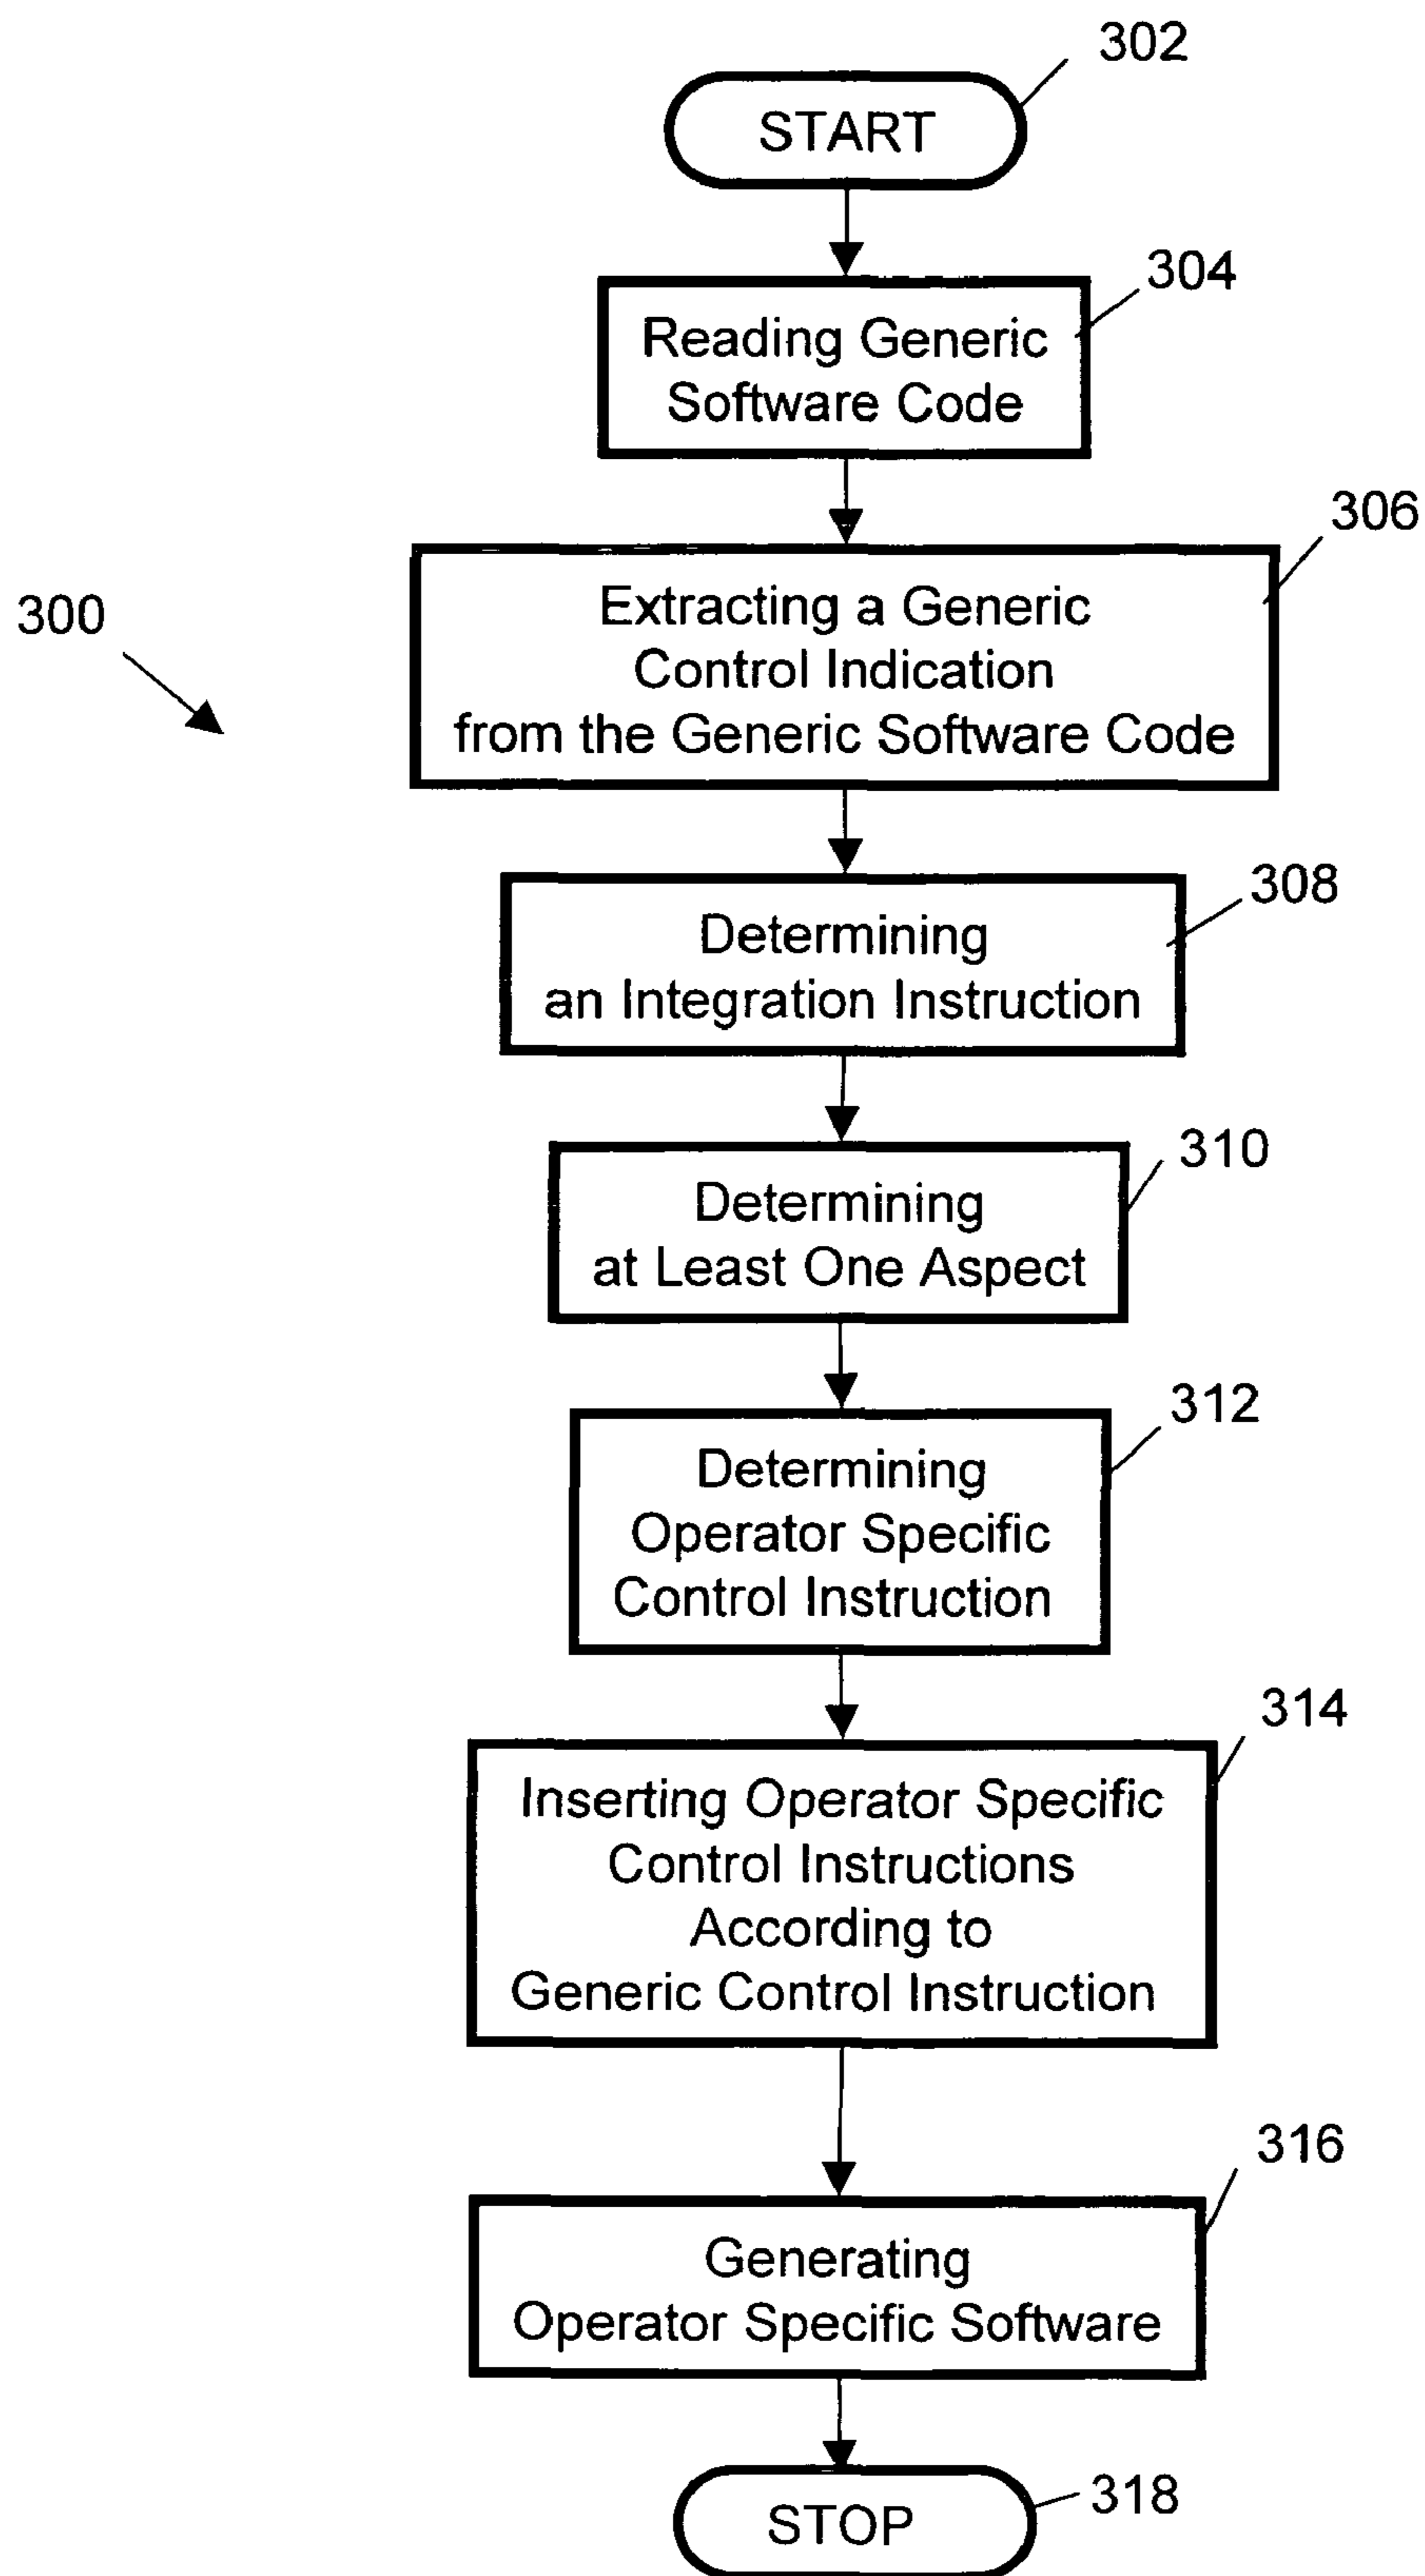 302
START
304
Reading Generic
Software Code
306
300
Extracting a Generic
Control Indication
from the Generic Software Code
308
Determining
an Integration Instruction
310
Determining
at Least One Aspect
312
Determining
Operator Specific
Control Instruction
314
Inserting Operator Specific
Control Instructions
According to
Generic Control Instruction
316
Generating
Operator Specific Software
318
STOP